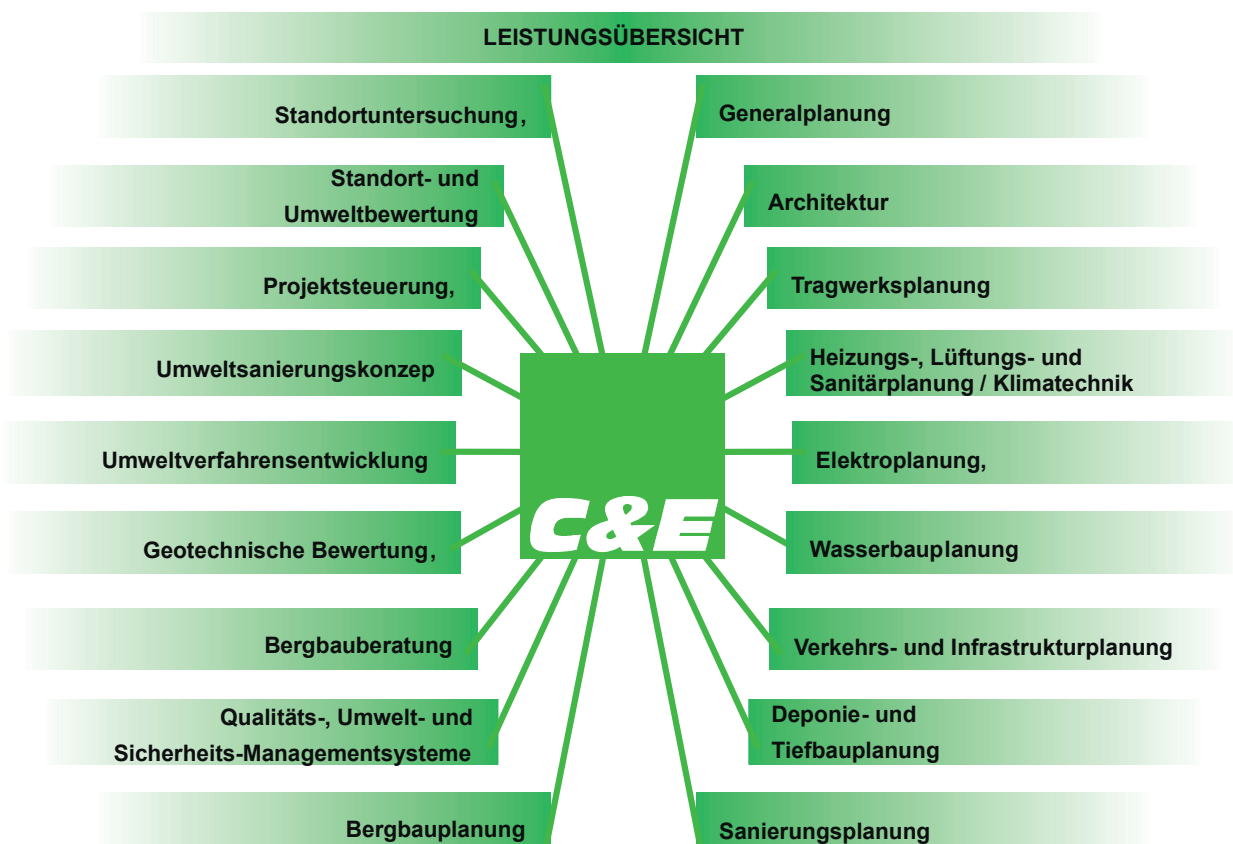 LEISTUNGSÜBERSICHT
Standortuntersuchung,
Standort- und
Umweltbewertung
Projektsteuerung,
Umweltsanierungskonzep
Umweltverfahrensentwicklung
Geotechnische Bewertung,
Bergbauberatung
Qualitäts-, Umwelt- und
Sicherheits-Managementsysteme
Bergbauplanung
C&E
Generalplanung
Architektur
Tragwerksplanung
Heizungs-, Lüftungs- und
Sanitärplanung / Klimatechnik
Elektroplanung,
Wasserbauplanung
Verkehrs- und Infrastrukturplanung
Deponie- und
Tiefbauplanung
Sanierungsplanung